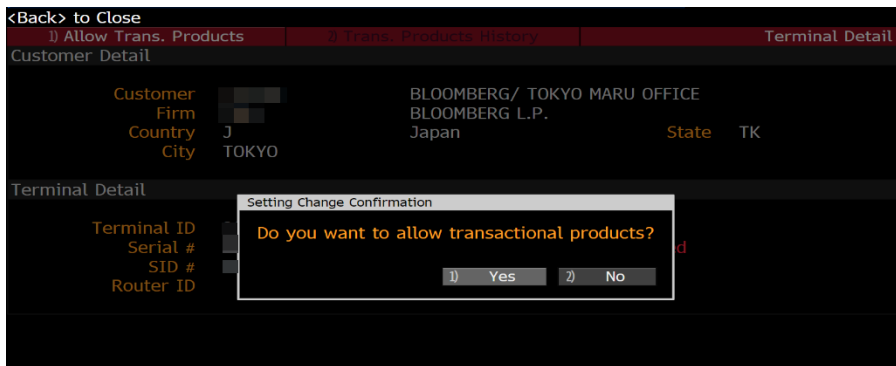 <Back> to Close
1) Allow Trans. Products 2) Trans. Products History Terminal Detail
Customer Detail
Customer BLOOMBERG/ TOKYO MARU OFFICE
Firm BLOOMBERG L.P.
Country J Japan State TK
City TOKYO
Terminal Detail
Setting Change Confirmation
Terminal ID
Do you want to allow transactional products?
Serial #
SID #
1) Yes 2) No
Router ID